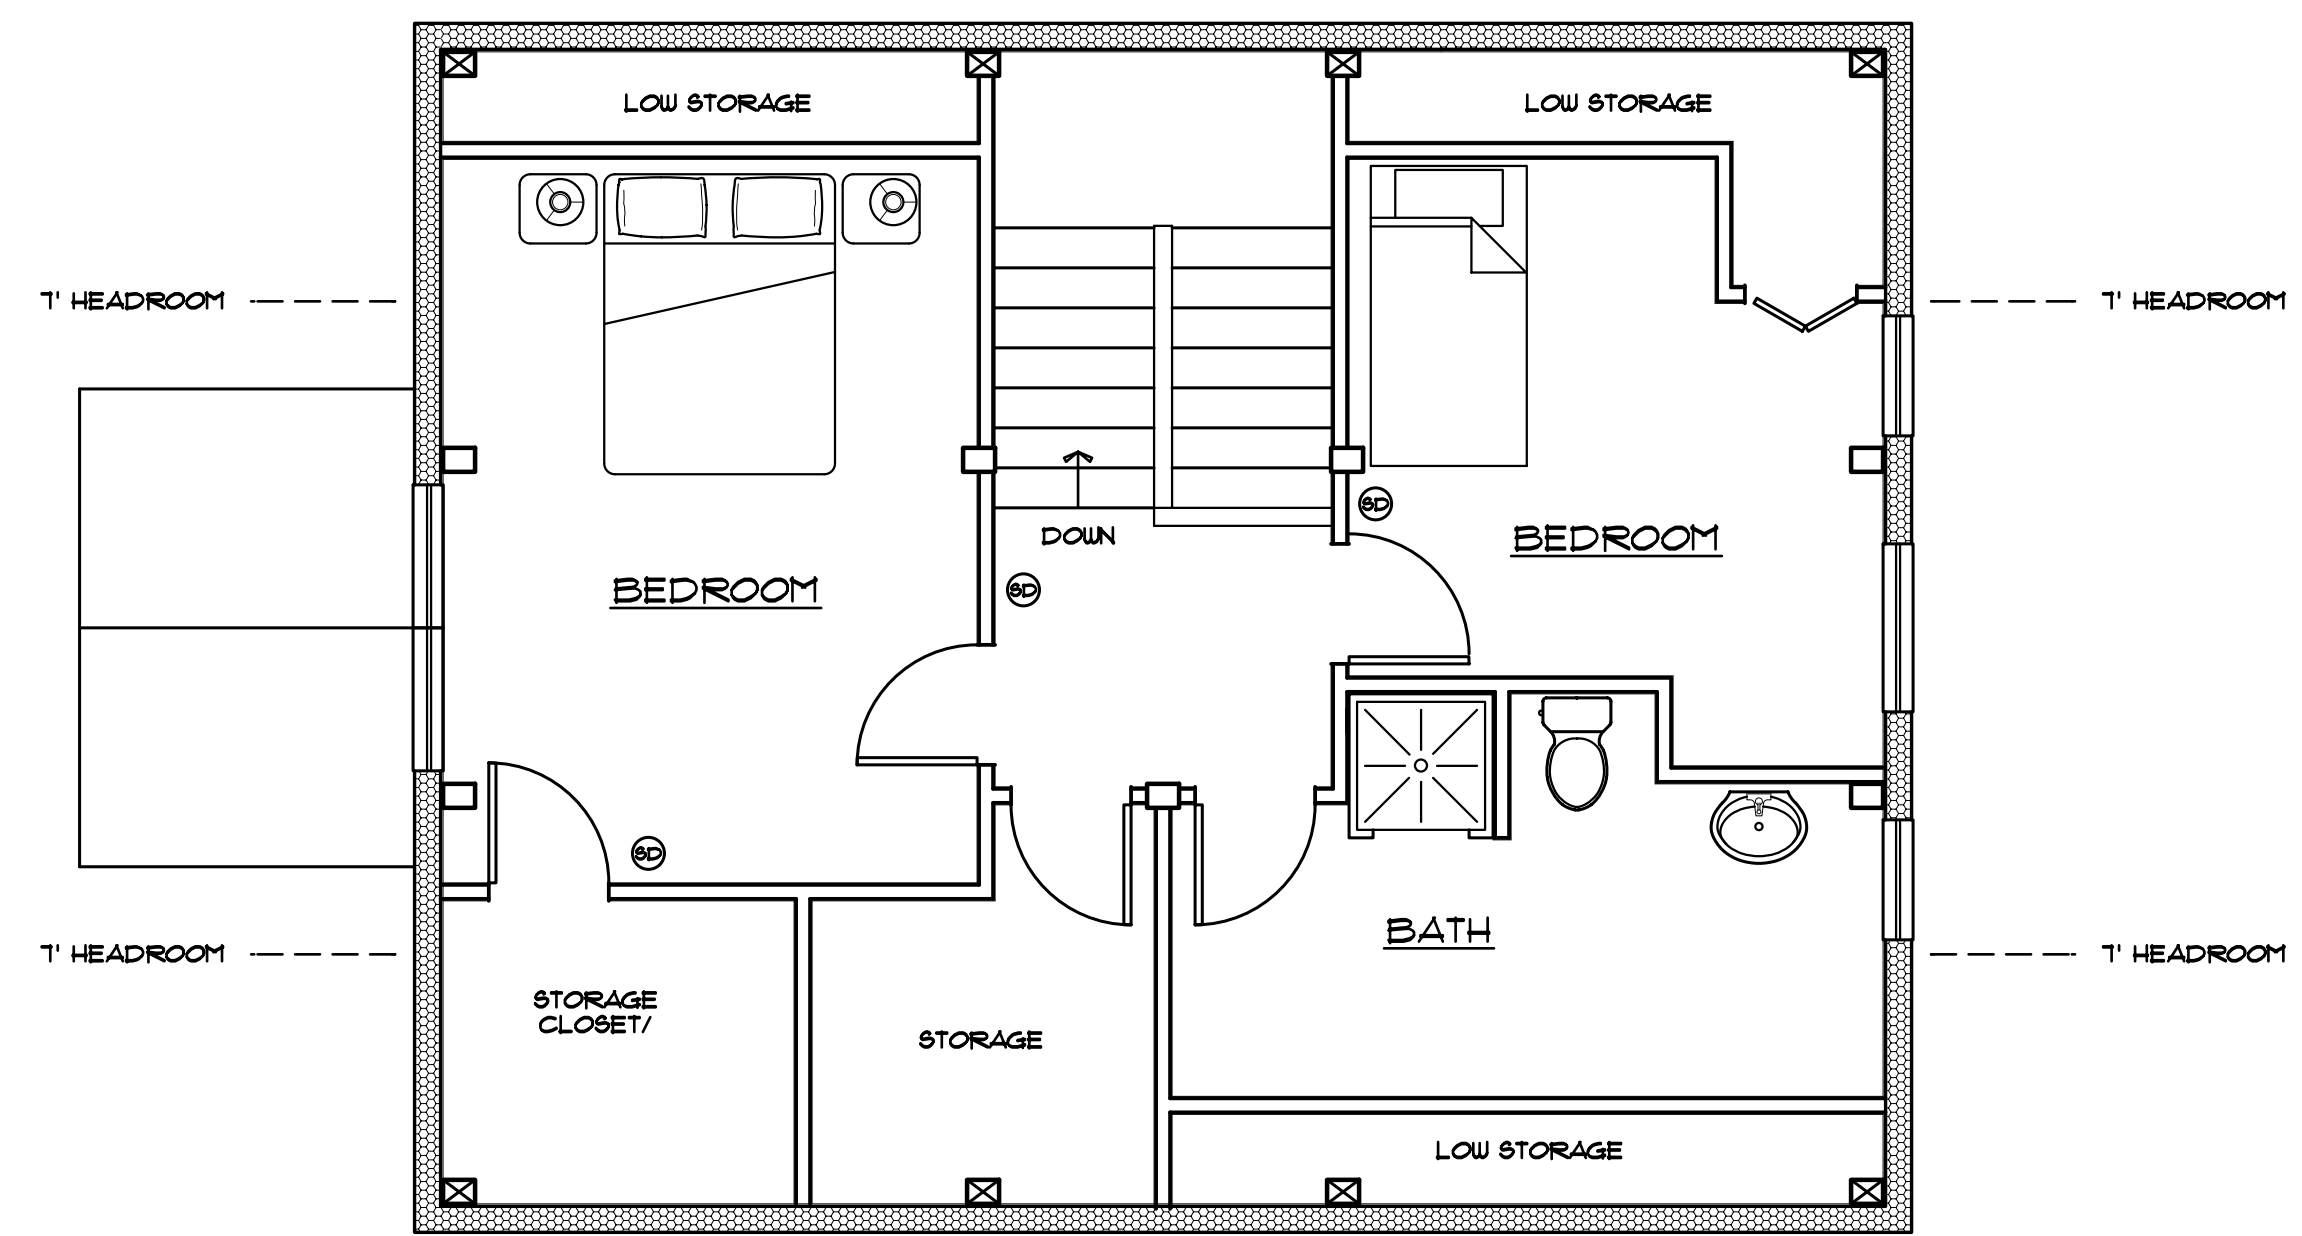 LOW STORAGE
LOW STORAGE
7' HEADROOM
7' HEADROOM
SD
BEDROOM
DOWN
BEDROOM
SD
SD
BATH
7' HEADROOM
7' HEADROOM
STORAGE
CLOSET/
STORAGE
LOW STORAGE